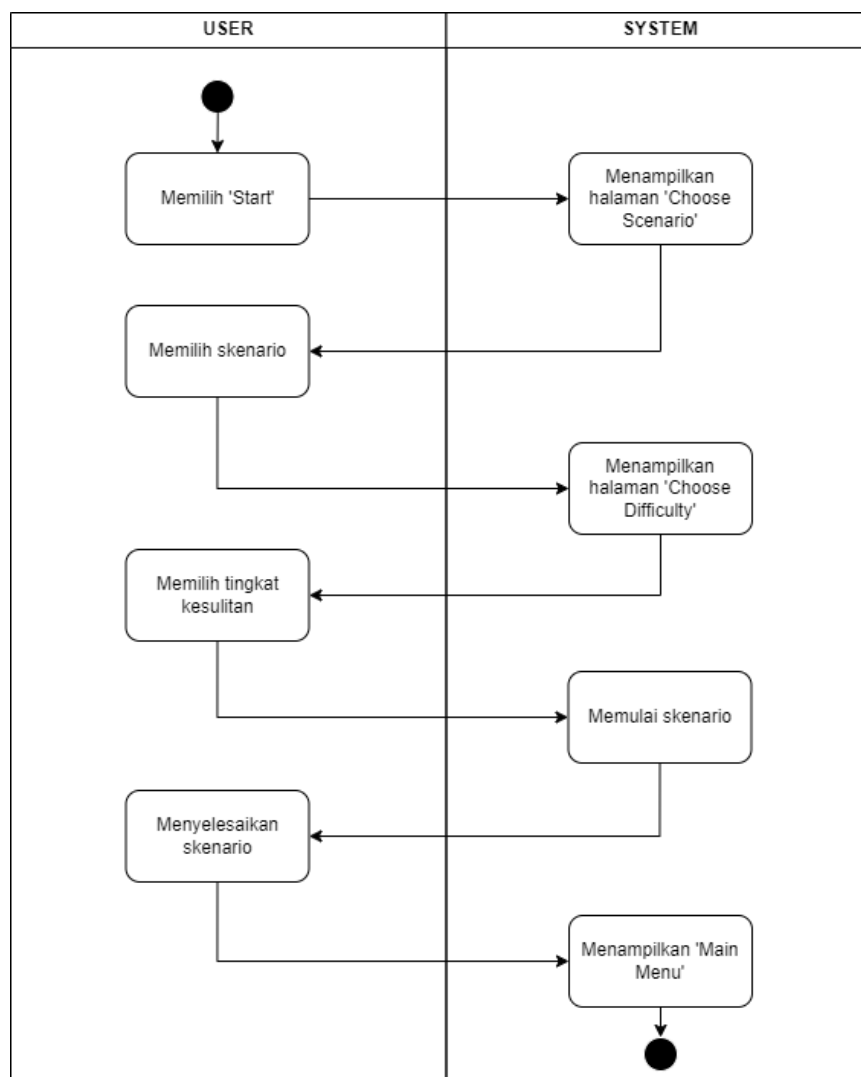 USER
SYSTEM
Memilih 'Start'
Menampilkan
halaman 'Choose
Scenario'
Memilih skenario
Menampilkan
halaman 'Choose
Difficulty'
Memilih tingkat
kesulitan
Memulai skenario
Menyelesaikan
skenario
Menampilkan 'Main
Menu'